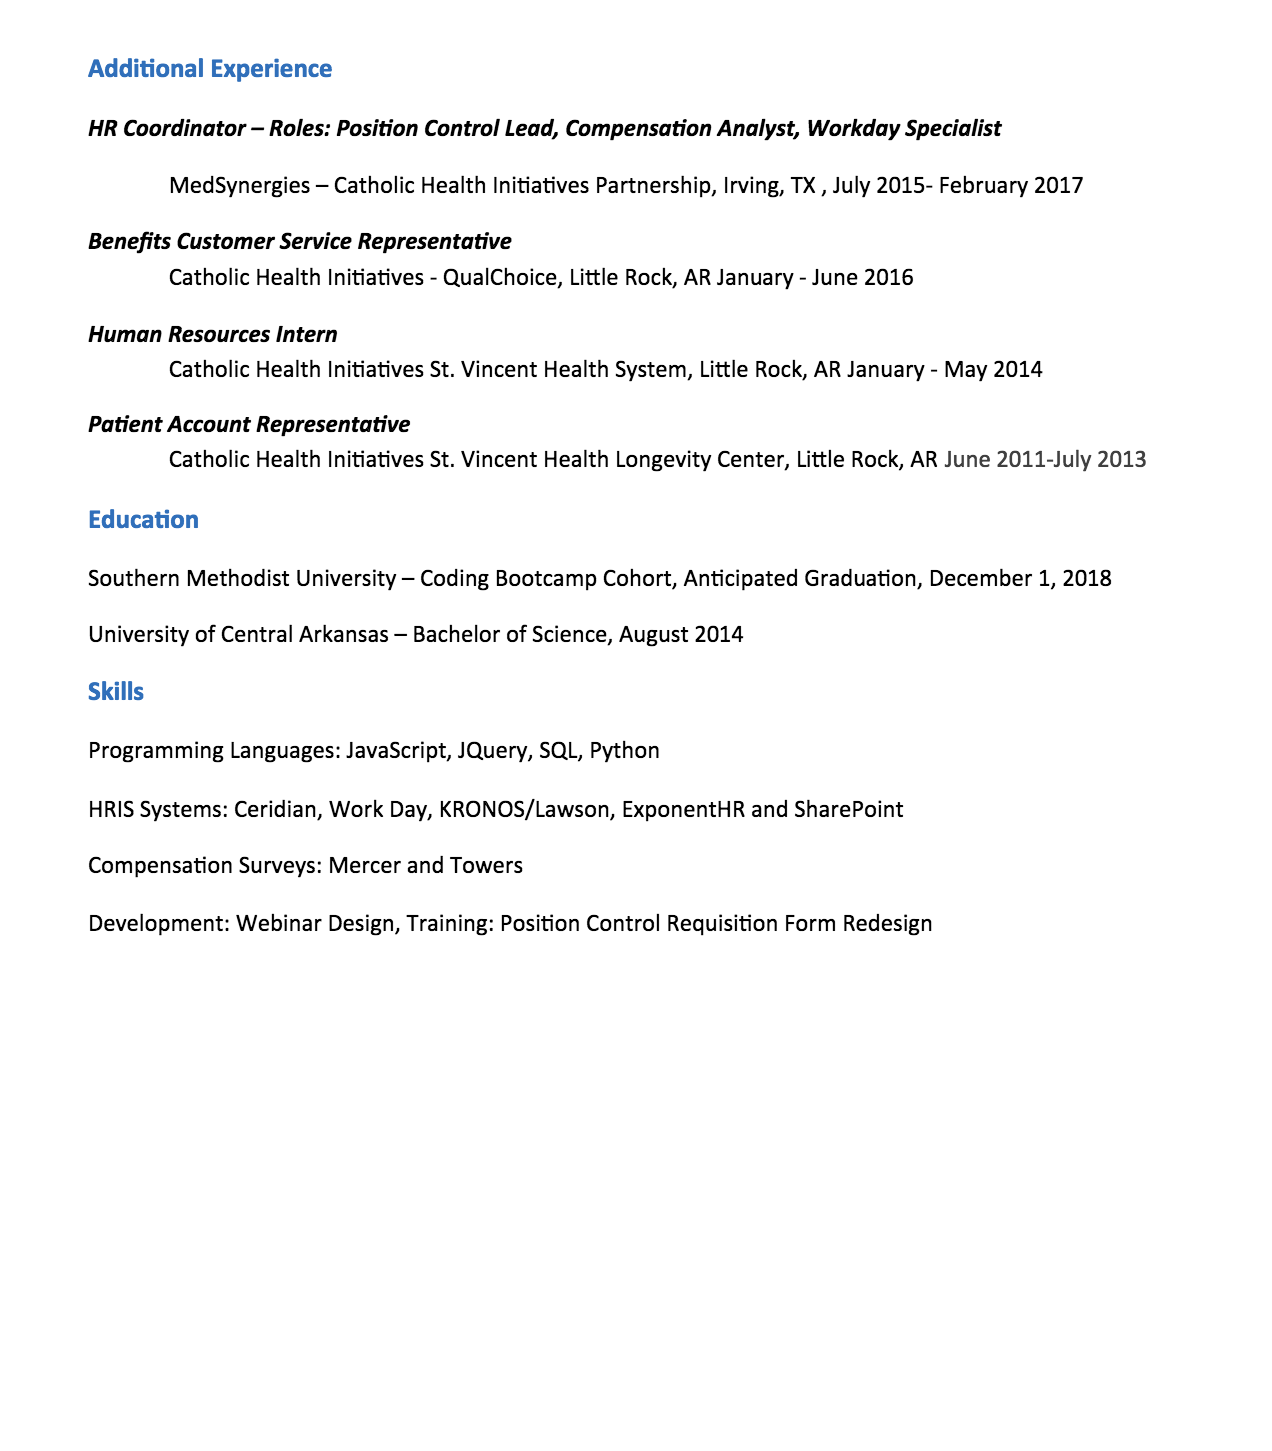 Additional Experience
HR Coordinator – Roles: Position Control Lead, Compensation Analyst, Workday Specialist
MedSynergies – Catholic Health Initiatives Partnership, Irving, TX , July 2015- February 2017
Benefits Customer Service Representative
Catholic Health Initiatives - QualChoice, Little Rock, AR January - June 2016
Human Resources Intern
Catholic Health Initiatives St. Vincent Health System, Little Rock, AR January - May 2014
Patient Account Representative
Catholic Health Initiatives St. Vincent Health Longevity Center, Little Rock, AR June 2011-July 2013
Education
Southern Methodist University – Coding Bootcamp Cohort, Anticipated Graduation, December 1, 2018
University of Central Arkansas – Bachelor of Science, August 2014
Skills
Programming Languages: JavaScript, JQuery, SQL, Python
HRIS Systems: Ceridian, Work Day, KRONOS/Lawson, ExponentHR and SharePoint
Compensation Surveys: Mercer and Towers
Development: Webinar Design, Training: Position Control Requisition Form Redesign